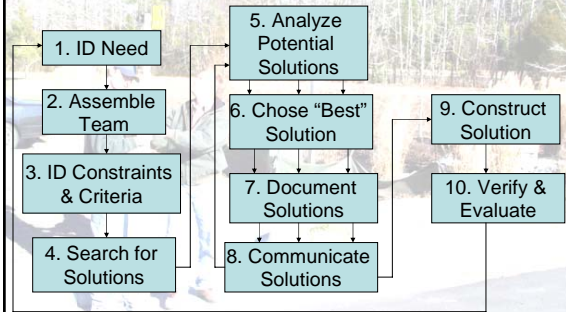 1. ID Need
2. Assemble
Team
3. ID Constraints
& Criteria
4. Search for
Solutions
5. Analyze
Potential
Solutions
6. Chose “Best”
Solution
7. Document
Solutions
8. Communicate
Solutions
9. Construct
Solution
10. Verify &
Evaluate